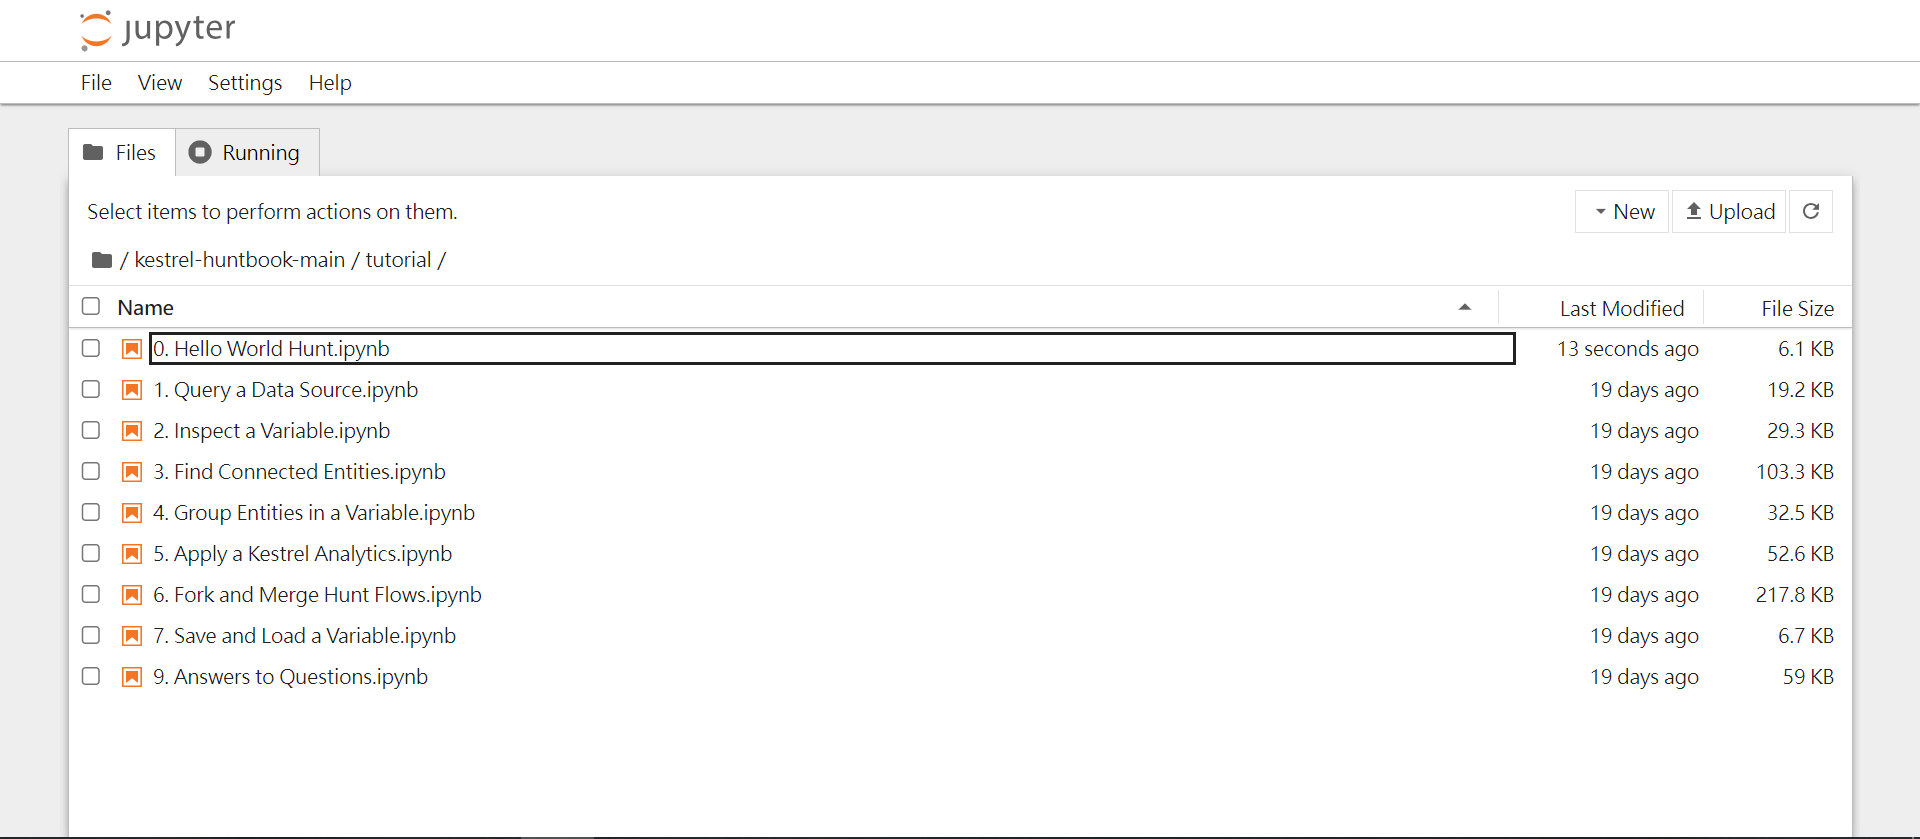 jupyter
File View Settings Help
Files Running
Select items to perform actions on them.
New Upload
/ kestrel-huntbook-main / tutorial /
Name Last Modified File Size
0. Hello World Hunt.ipynb 13 seconds ago 6.1 KB
1. Query a Data Source.ipynb 19 days ago 19.2 KB
2. Inspect a Variable.ipynb 19 days ago 29.3 KB
3. Find Connected Entities.ipynb 19 days ago 103.3 KB
4. Group Entities in a Variable.ipynb 19 days ago 32.5 KB
5. Apply a Kestrel Analytics.ipynb 19 days ago 52.6 KB
6. Fork and Merge Hunt Flows.ipynb 19 days ago 217.8 KB
7. Save and Load a Variable.ipynb 19 days ago 6.7 KB
9. Answers to Questions.ipynb 19 days ago 59 KB